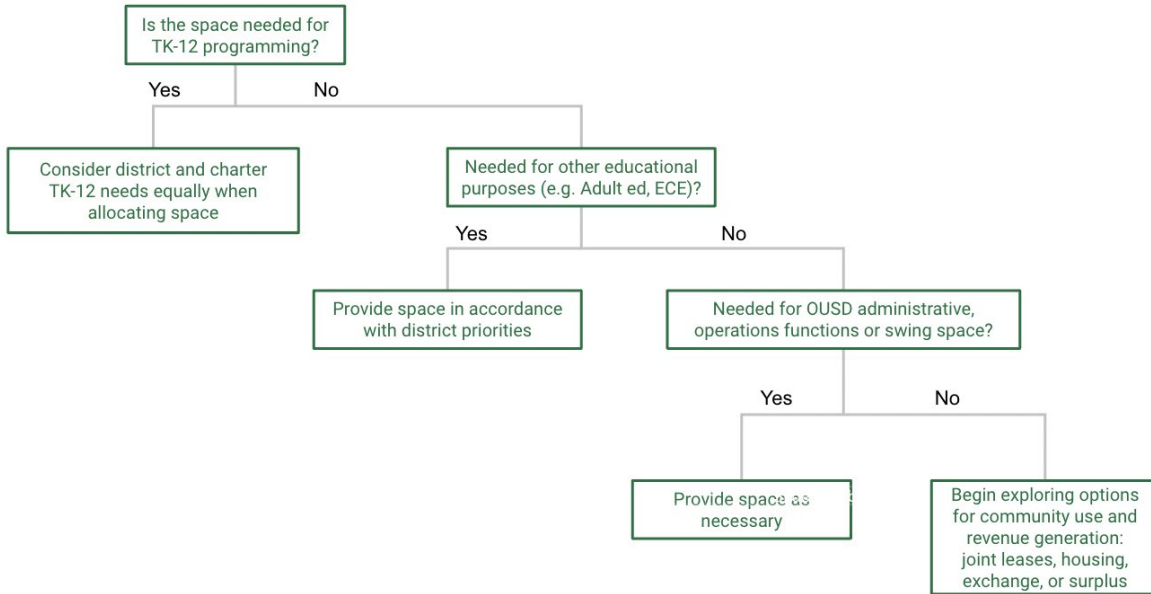 Is the space needed for
TK-12 programming?
Yes
No
Consider district and charter
TK-12 needs equally when
allocating space
Needed for other educational
purposes (e.g. Adult ed, ECE)?
Yes
No
Provide space in accordance
with district priorities
Needed for OUSD administrative,
operations functions or swing space?
Yes
No
Provide space as
necessary
Begin exploring options
for community use and
revenue generation:
joint leases, housing,
exchange, or surplus